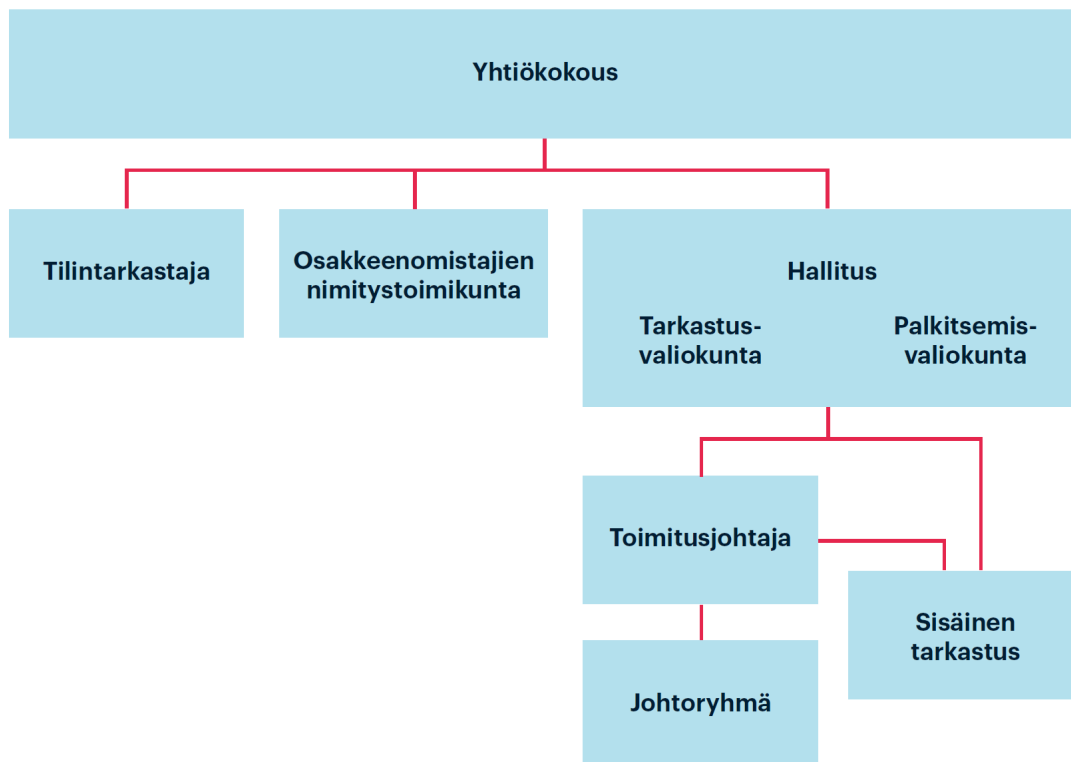 Yhtiökokous
Tilintarkastaja
Osakkeenomistajien
nimitystoimikunta
Hallitus
Tarkastus-
valiokunta
Palkitsemis-
valiokunta
Toimitusjohtaja
Sisäinen
tarkastus
Johtoryhmä